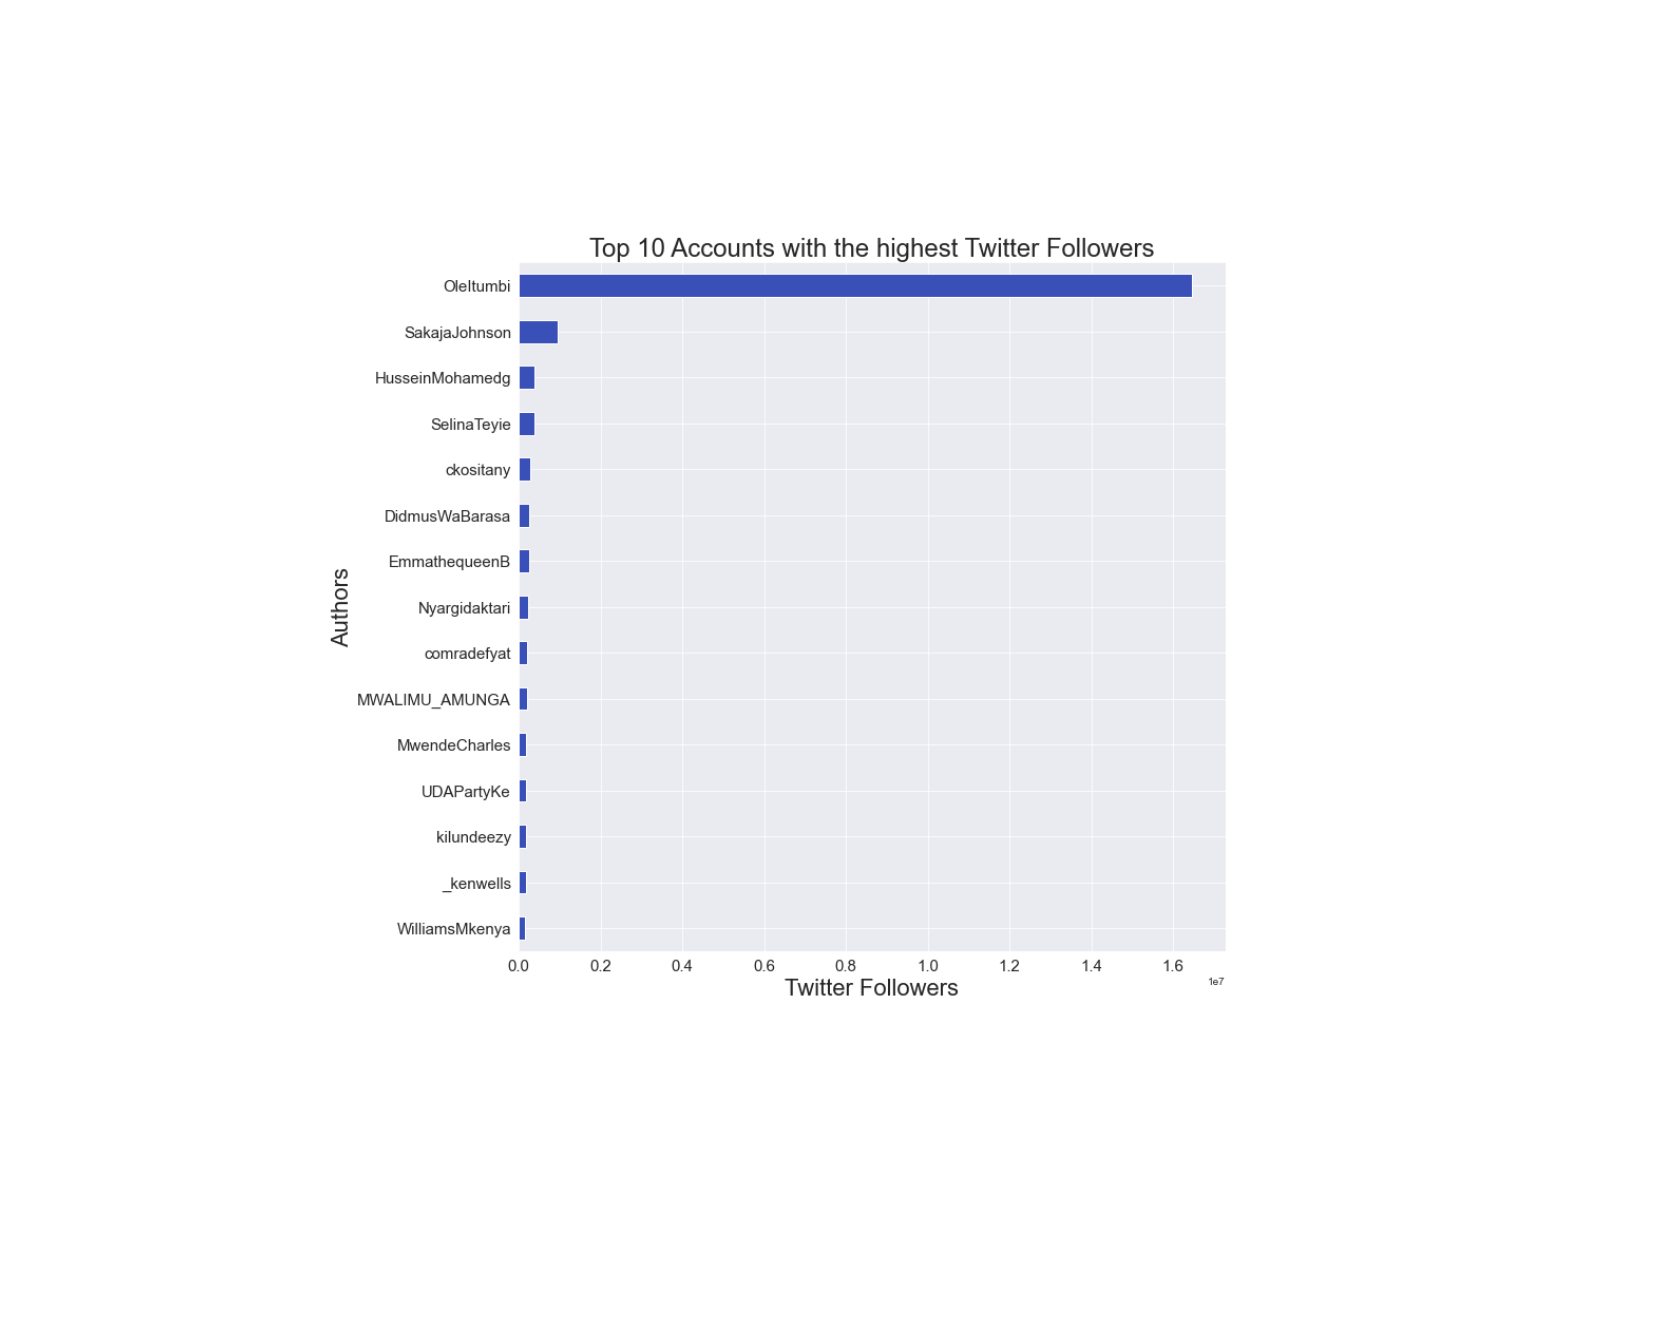 Top 10 Accounts with the highest Twitter Followers
OleItumbi
SakajaJohnson
HusseinMohamedg
SelinaTeyie
ckositany
DidmusWaBarasa
EmmathequeenB
Nyargidaktari
comradefyat
MWALIMU_AMUNGA
MwendeCharles
UDAPartyKe
kilundeezy
_kenwells
WilliamsMkenya
Authors
0.0 0.2 0.4 0.6 0.8 1.0 1.2 1.4 1.6
1e7
Twitter Followers